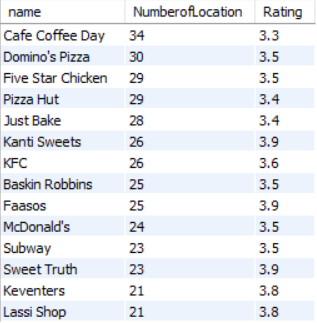 name NumberofLocation Rating
Cafe Coffee Day 34 3.3
Domino's Pizza 30 3.5
Five Star Chicken 29 3.5
Pizza Hut 29 3.4
Just Bake 28 3.4
Kanti Sweets 26 3.9
KFC 26 3.6
Baskin Robbins 25 3.5
Faasos 25 3.9
McDonald's 24 3.5
Subway 23 3.5
Sweet Truth 23 3.9
Keventers 21 3.8
Lassi Shop 21 3.8